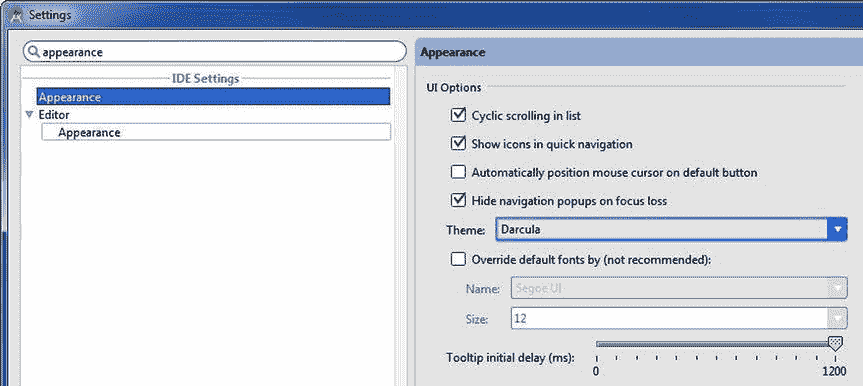 Settings
appearance
IDE Settings
Appearance
Editor
Appearance
Appearance
UI Options
Cyclic scrolling in list
Show icons in quick navigation
Automatically position mouse cursor on default button
Hide navigation popups on focus loss
Theme: Darcula
Override default fonts by (not recommended):
Name: Segoe UI
Size: 12
Tooltip initial delay (ms):
0 1200